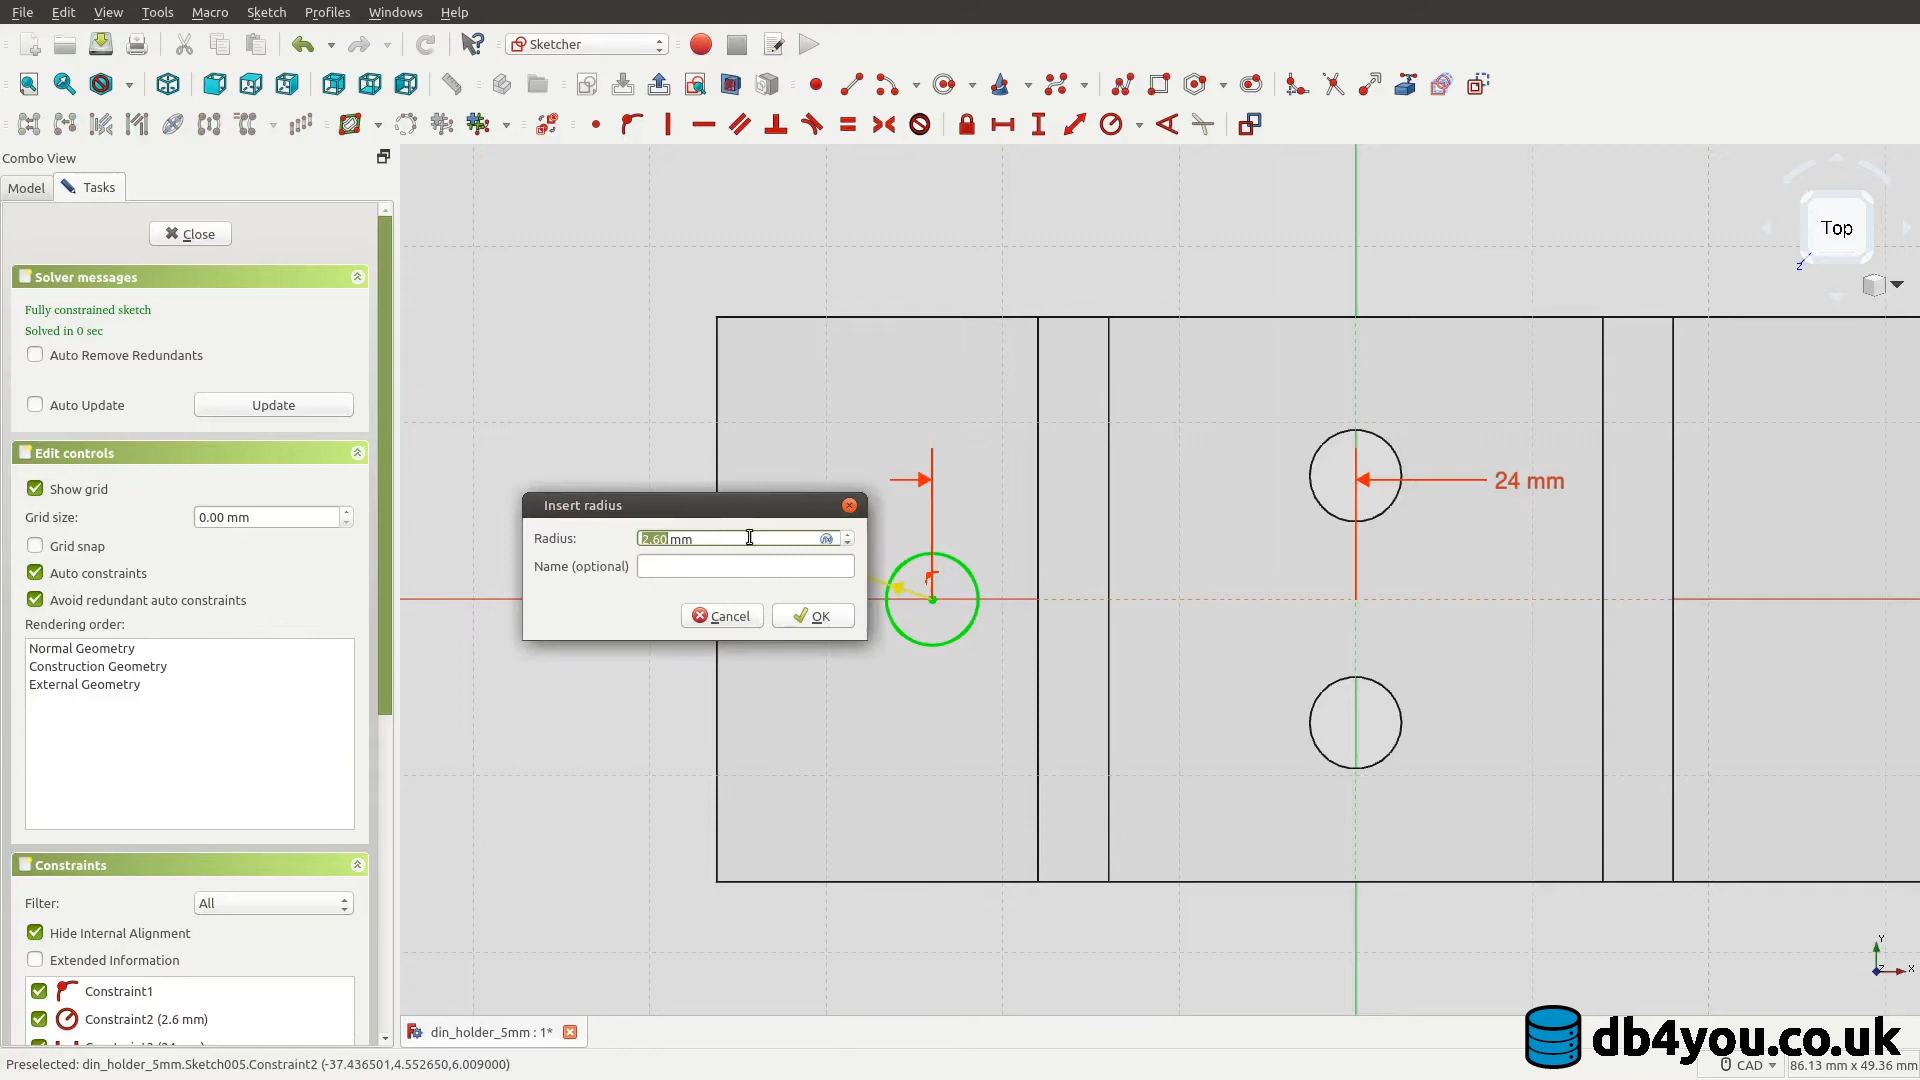 File Edit View Tools Macro Sketch Profiles Windows Help
Sketcher
Combo View
Model Tasks
Close
Solver messages
Fully constrained sketch
Solved in 0 sec
Auto Remove Redundants
Auto Update Update
Edit controls
Show grid
Grid size: 0.00 mm
Grid snap
Auto constraints
Avoid redundant auto constraints
Rendering order:
Normal Geometry
Construction Geometry
External Geometry
Constraints
Filter: All
Hide Internal Alignment
Extended Information
Constraint1
Constraint2 (2.6 mm)
Insert radius
Radius: 2.60 mm
Name (optional)
Cancel OK
24 mm
Top
Z
Y
Z X
din_holder_5mm : 1*
db4you.co.uk
Preselected: din_holder_5mm.Sketch005.Constraint2 (-37.436501,4.552650,6.009000)
CAD 86.13 mm x 49.36 mm